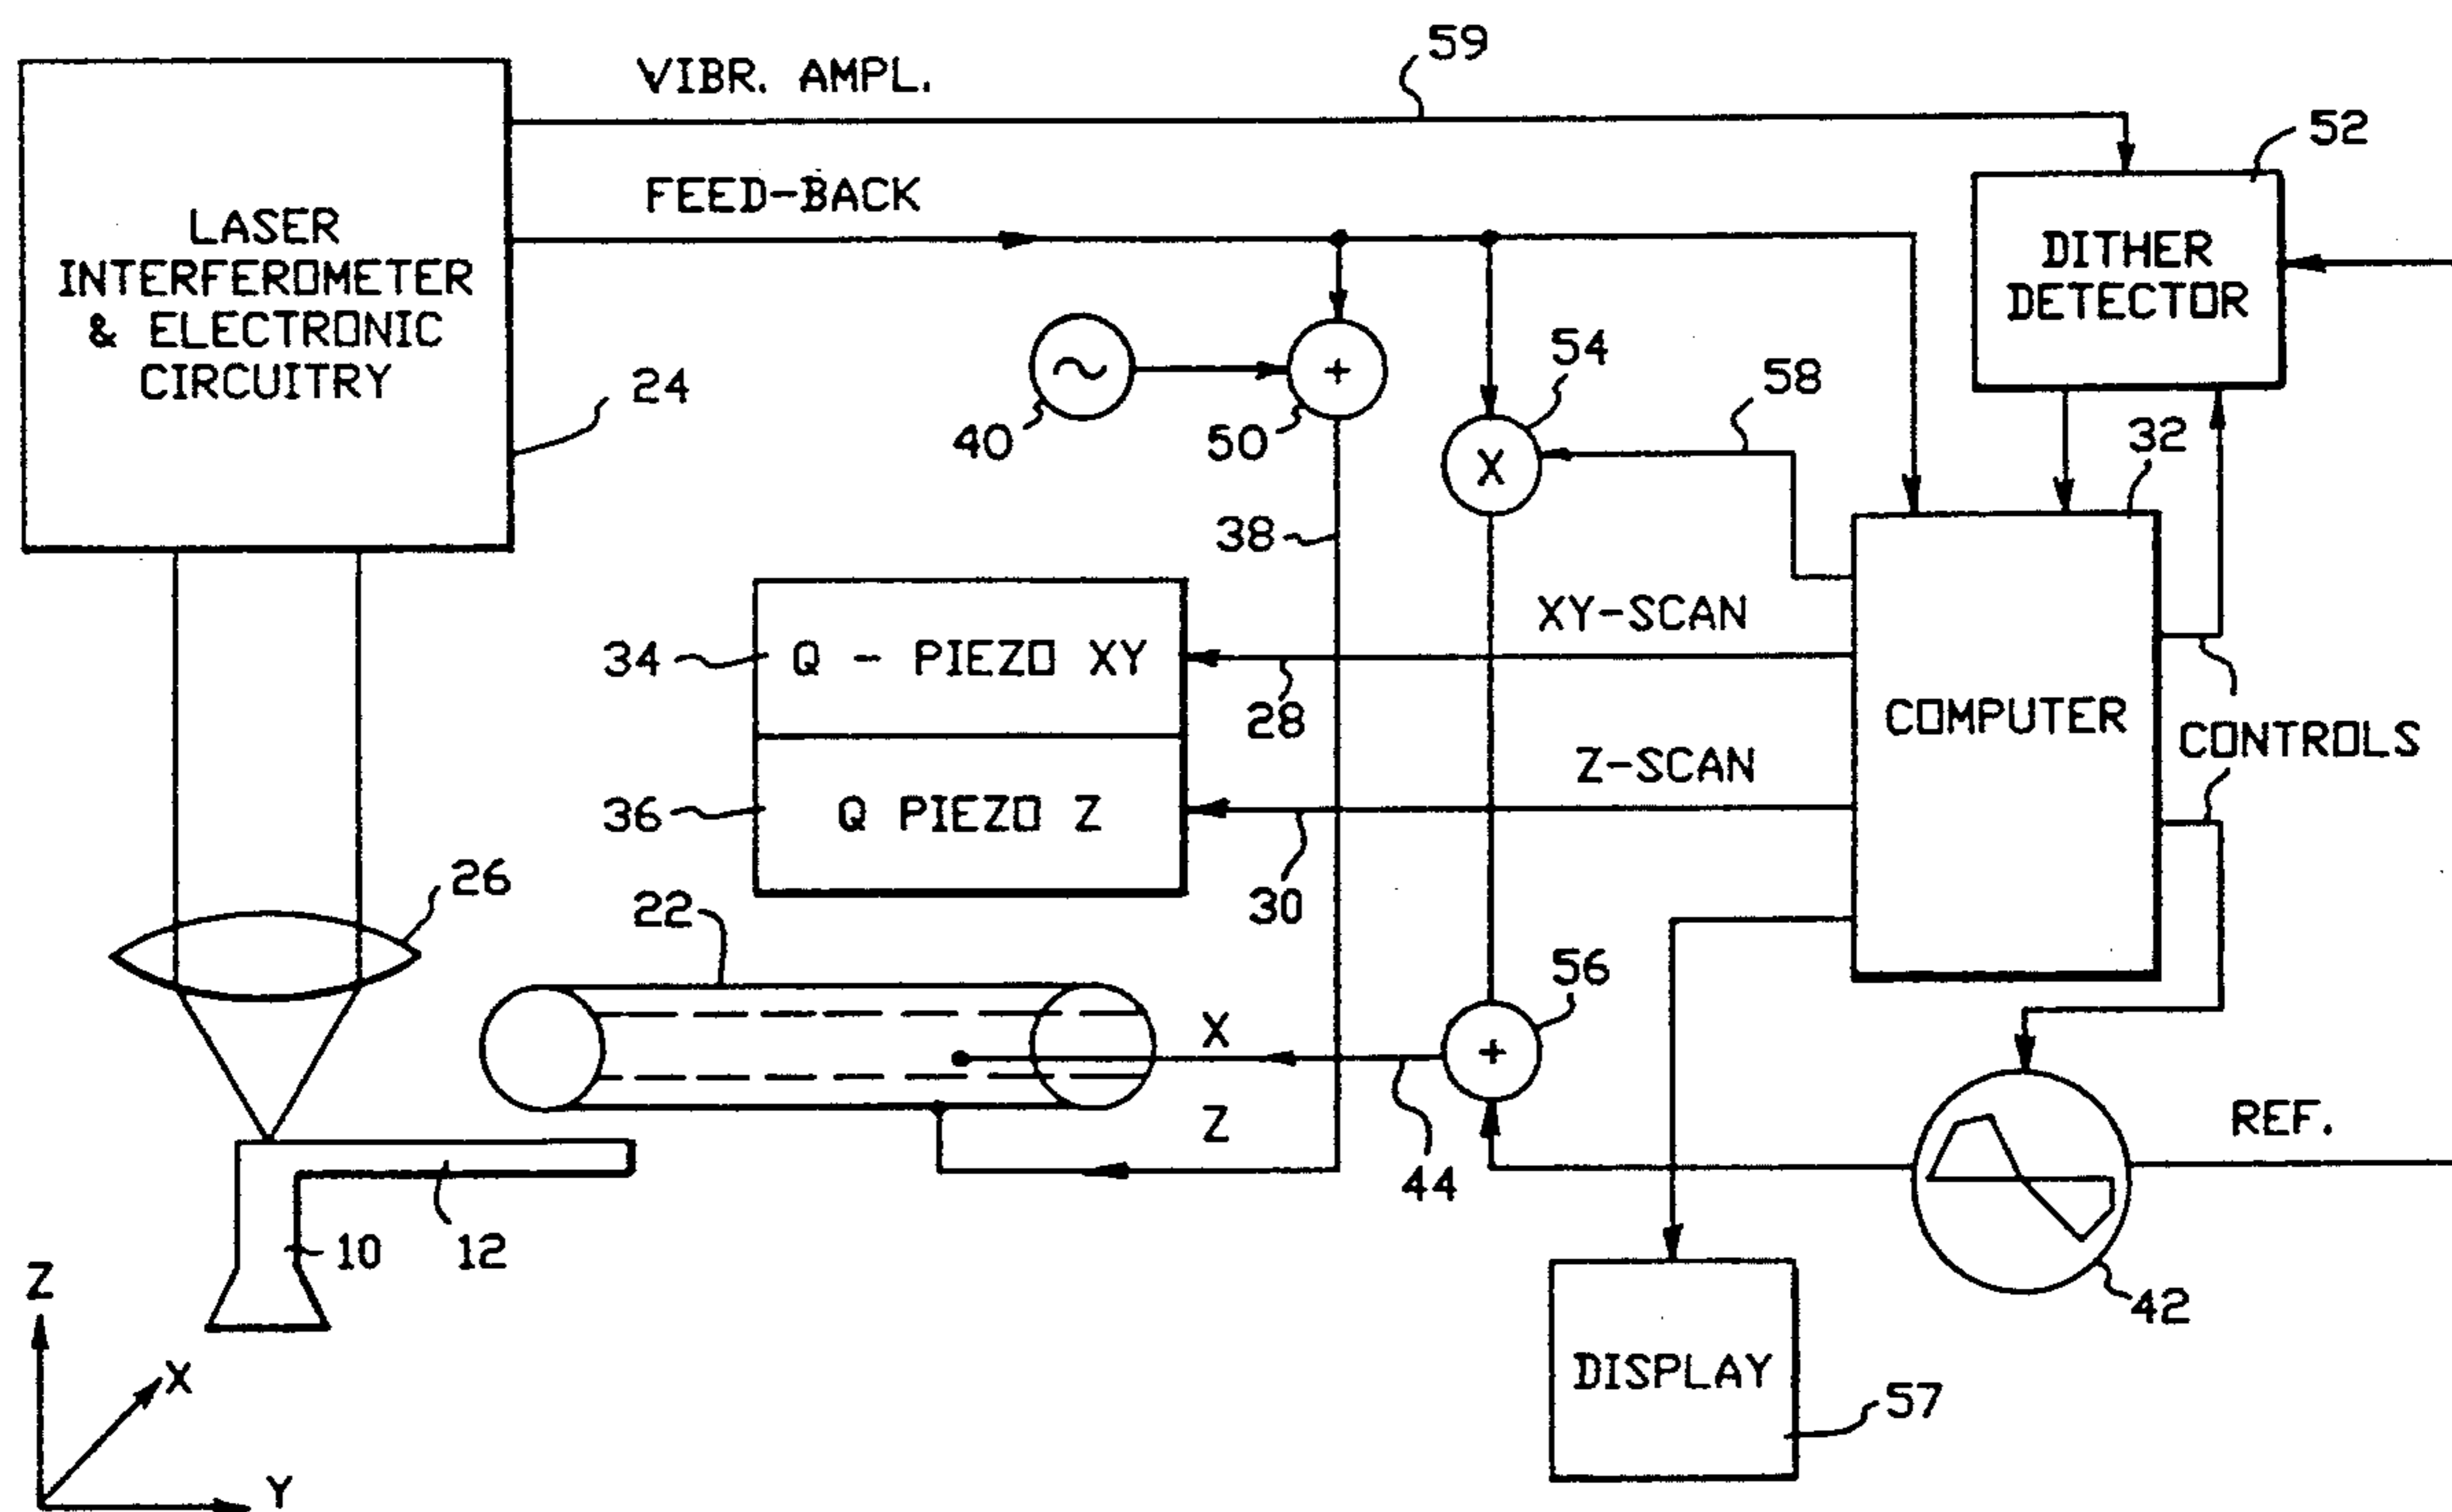 59
VIBR. AMPL.
52
FEED-BACK
LASER
INTERFEROMETER
& ELECTRONIC
CIRCUITRY
DITHER
DETECTOR
24
~
40
+
50
54
58
X
32
38
XY-SCAN
34
Q - PIEZO XY
28
COMPUTER
CONTROLS
Z-SCAN
36
Q PIEZO Z
30
26
22
56
X
+
Z
44
REF.
10
12
42
Z
X
Y
DISPLAY
57